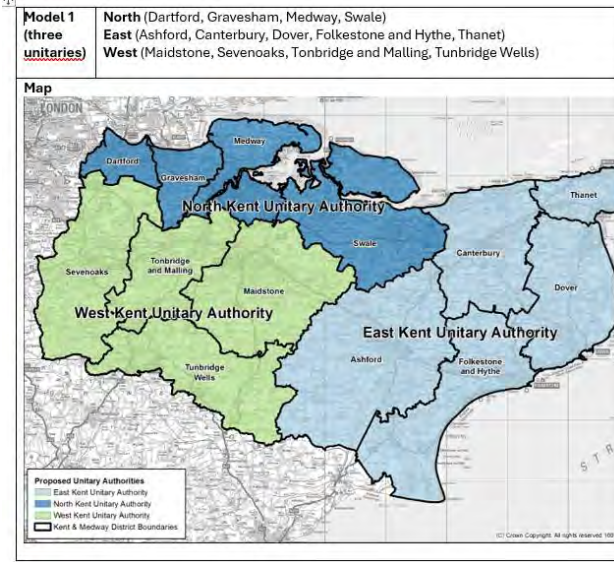 Model 1
(three
unitaries)
North (Dartford, Gravesham, Medway, Swale)
East (Ashford, Canterbury, Dover, Folkestone and Hythe, Thanet)
West (Maidstone, Sevenoaks, Tonbridge and Malling, Tunbridge Wells)
Map
LONDON
Medway
Dartford
Gravesham
Thanet
North Kent Unitary Authority
Swale
Canterbury
Tonbridge
and Malling
Sevenoaks
Maidstone
Dover
West Kent Unitary Authority
East Kent Unitary Authority
Ashford
Folkestone
and Hythe
Tunbridge
Wells
S T R
Proposed Unitary Authorities
East Kent Unitary Authority
North Kent Unitary Authority
West Kent Unitary Authority
Kent & Medway District Boundaries
(C) Crown Copyright. All rights reserved 100